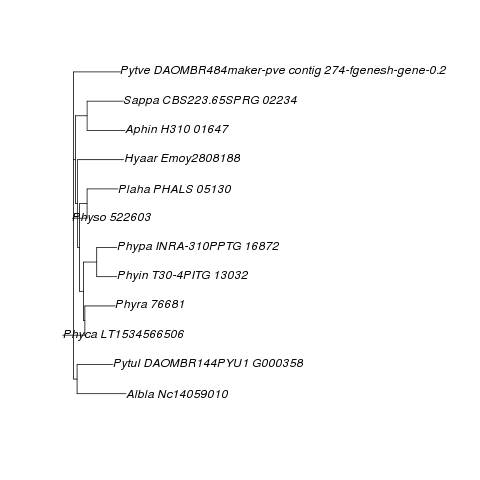 Pytve DAOMBR484maker-pve contig 274-fgenesh-gene-0.2
Sappa CBS223.65SPRG 02234
Aphin H310 01647
Hyaar Emoy2808188
Plaha PHALS 05130
Physo 522603
Phypa INRA-310PPTG 16872
Phyin T30-4PITG 13032
Phyra 76681
Phyca LT1534566506
Pytul DAOMBR144PYU1 G000358
Albla Nc14059010